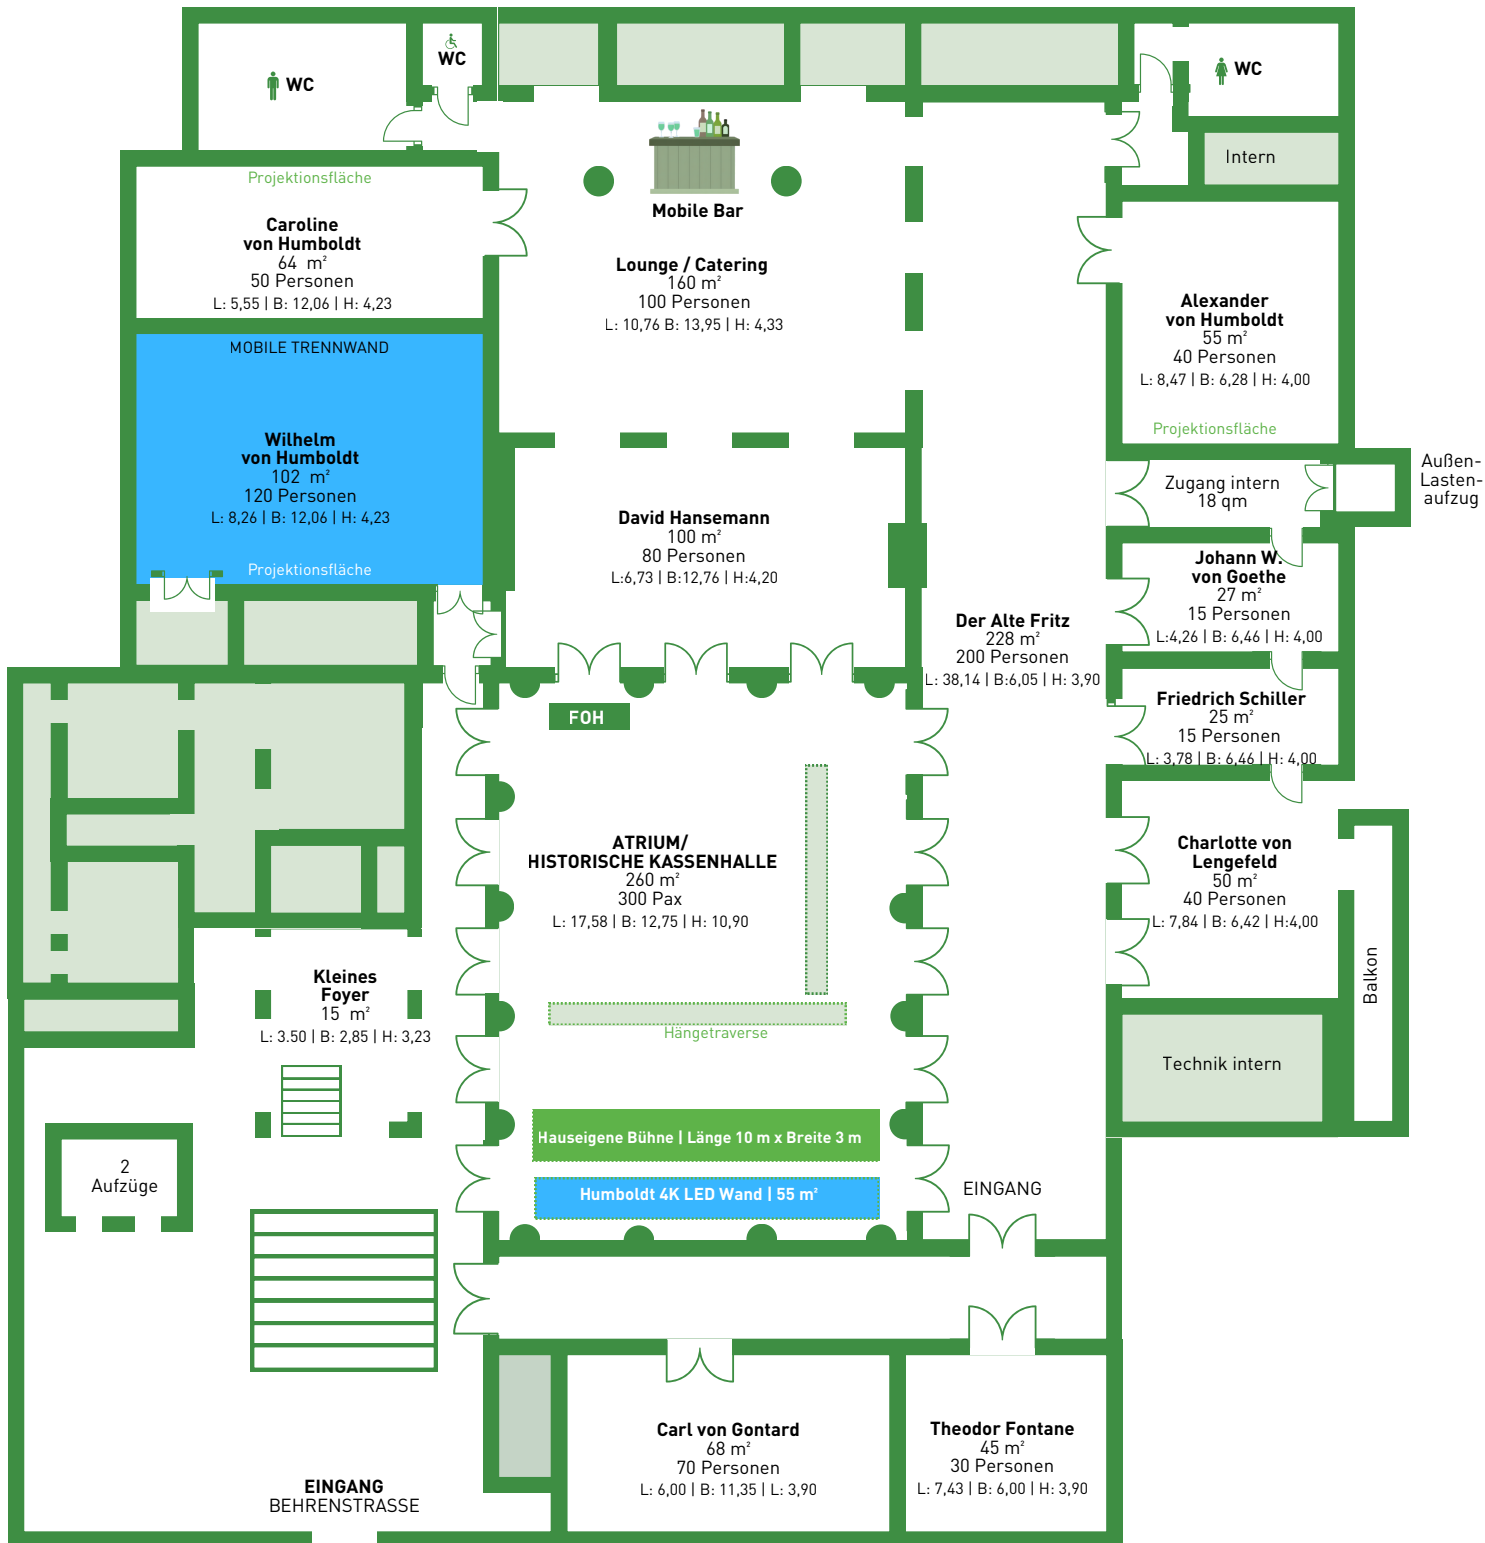 WC
WC
WC
Intern
Projektionsfläche
Caroline
von Humboldt
64 m²
50 Personen
L: 5,55 | B: 12,06 | H: 4,23
Mobile Bar
Lounge / Catering
160 m²
100 Personen
L: 10,76 B: 13,95 | H: 4,33
Alexander
von Humboldt
55 m²
40 Personen
L: 8,47 | B: 6,28 | H: 4,00
Projektionsfläche
MOBILE TRENNWAND
Wilhelm
von Humboldt
102 m²
120 Personen
L: 8,26 | B: 12,06 | H: 4,23
Projektionsfläche
David Hansemann
100 m²
80 Personen
L:6,73 | B:12,76 | H:4,20
Zugang intern
18 qm
Außen-
Lasten-
aufzug
Johann W.
von Goethe
27 m²
15 Personen
L:4,26 | B: 6,46 | H: 4,00
Der Alte Fritz
228 m²
200 Personen
L: 38,14 | B:6,05 | H: 3,90
Friedrich Schiller
25 m²
15 Personen
L: 3,78 | B: 6,46 | H: 4,00
FOH
ATRIUM/
HISTORISCHE KASSENHALLE
260 m²
300 Pax
L: 17,58 | B: 12,75 | H: 10,90
Charlotte von
Lengefeld
50 m²
40 Personen
L: 7,84 | B: 6,42 | H:4,00
Balkon
Kleines
Foyer
15 m²
L: 3.50 | B: 2,85 | H: 3,23
Hängetraverse
Technik intern
Hauseigene Bühne | Länge 10 m x Breite 3 m
2
Aufzüge
Humboldt 4K LED Wand | 55 m²
EINGANG
Carl von Gontard
68 m²
70 Personen
L: 6,00 | B: 11,35 | L: 3,90
Theodor Fontane
45 m²
30 Personen
L: 7,43 | B: 6,00 | H: 3,90
EINGANG
BEHRENSTRASSE